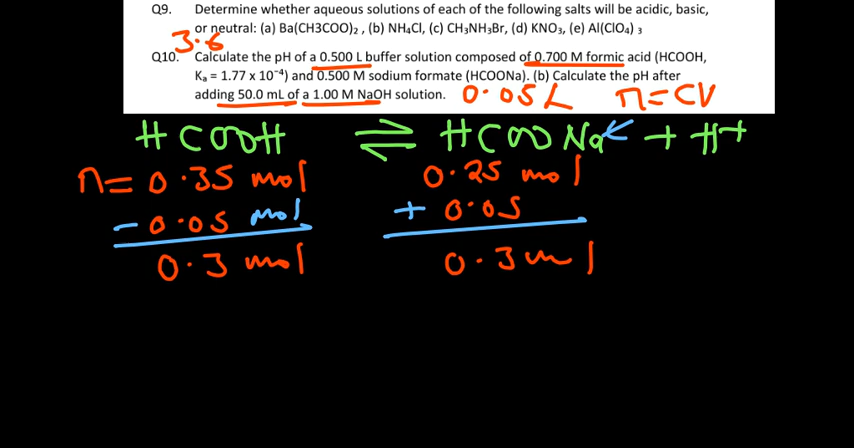 Q9. Determine whether aqueous solutions of each of the following salts will be acidic, basic,
or neutral: (a) Ba(CH3COO)₂ , (b) NH₄Cl, (c) CH₃NH₃Br, (d) KNO₃, (e) Al(ClO₄) ₃
3.6
Q10. Calculate the pH of a 0.500 L buffer solution composed of 0.700 M formic acid (HCOOH,
Kₐ = 1.77 x 10⁻⁴) and 0.500 M sodium formate (HCOONa). (b) Calculate the pH after
adding 50.0 mL of a 1.00 M NaOH solution. 0.05L n=CV
HCOOH ⇌ HCOONa + H+
n= 0.35 mol 0.25 mol
- 0.05 mol + 0.05
0.3 mol 0.3 mol